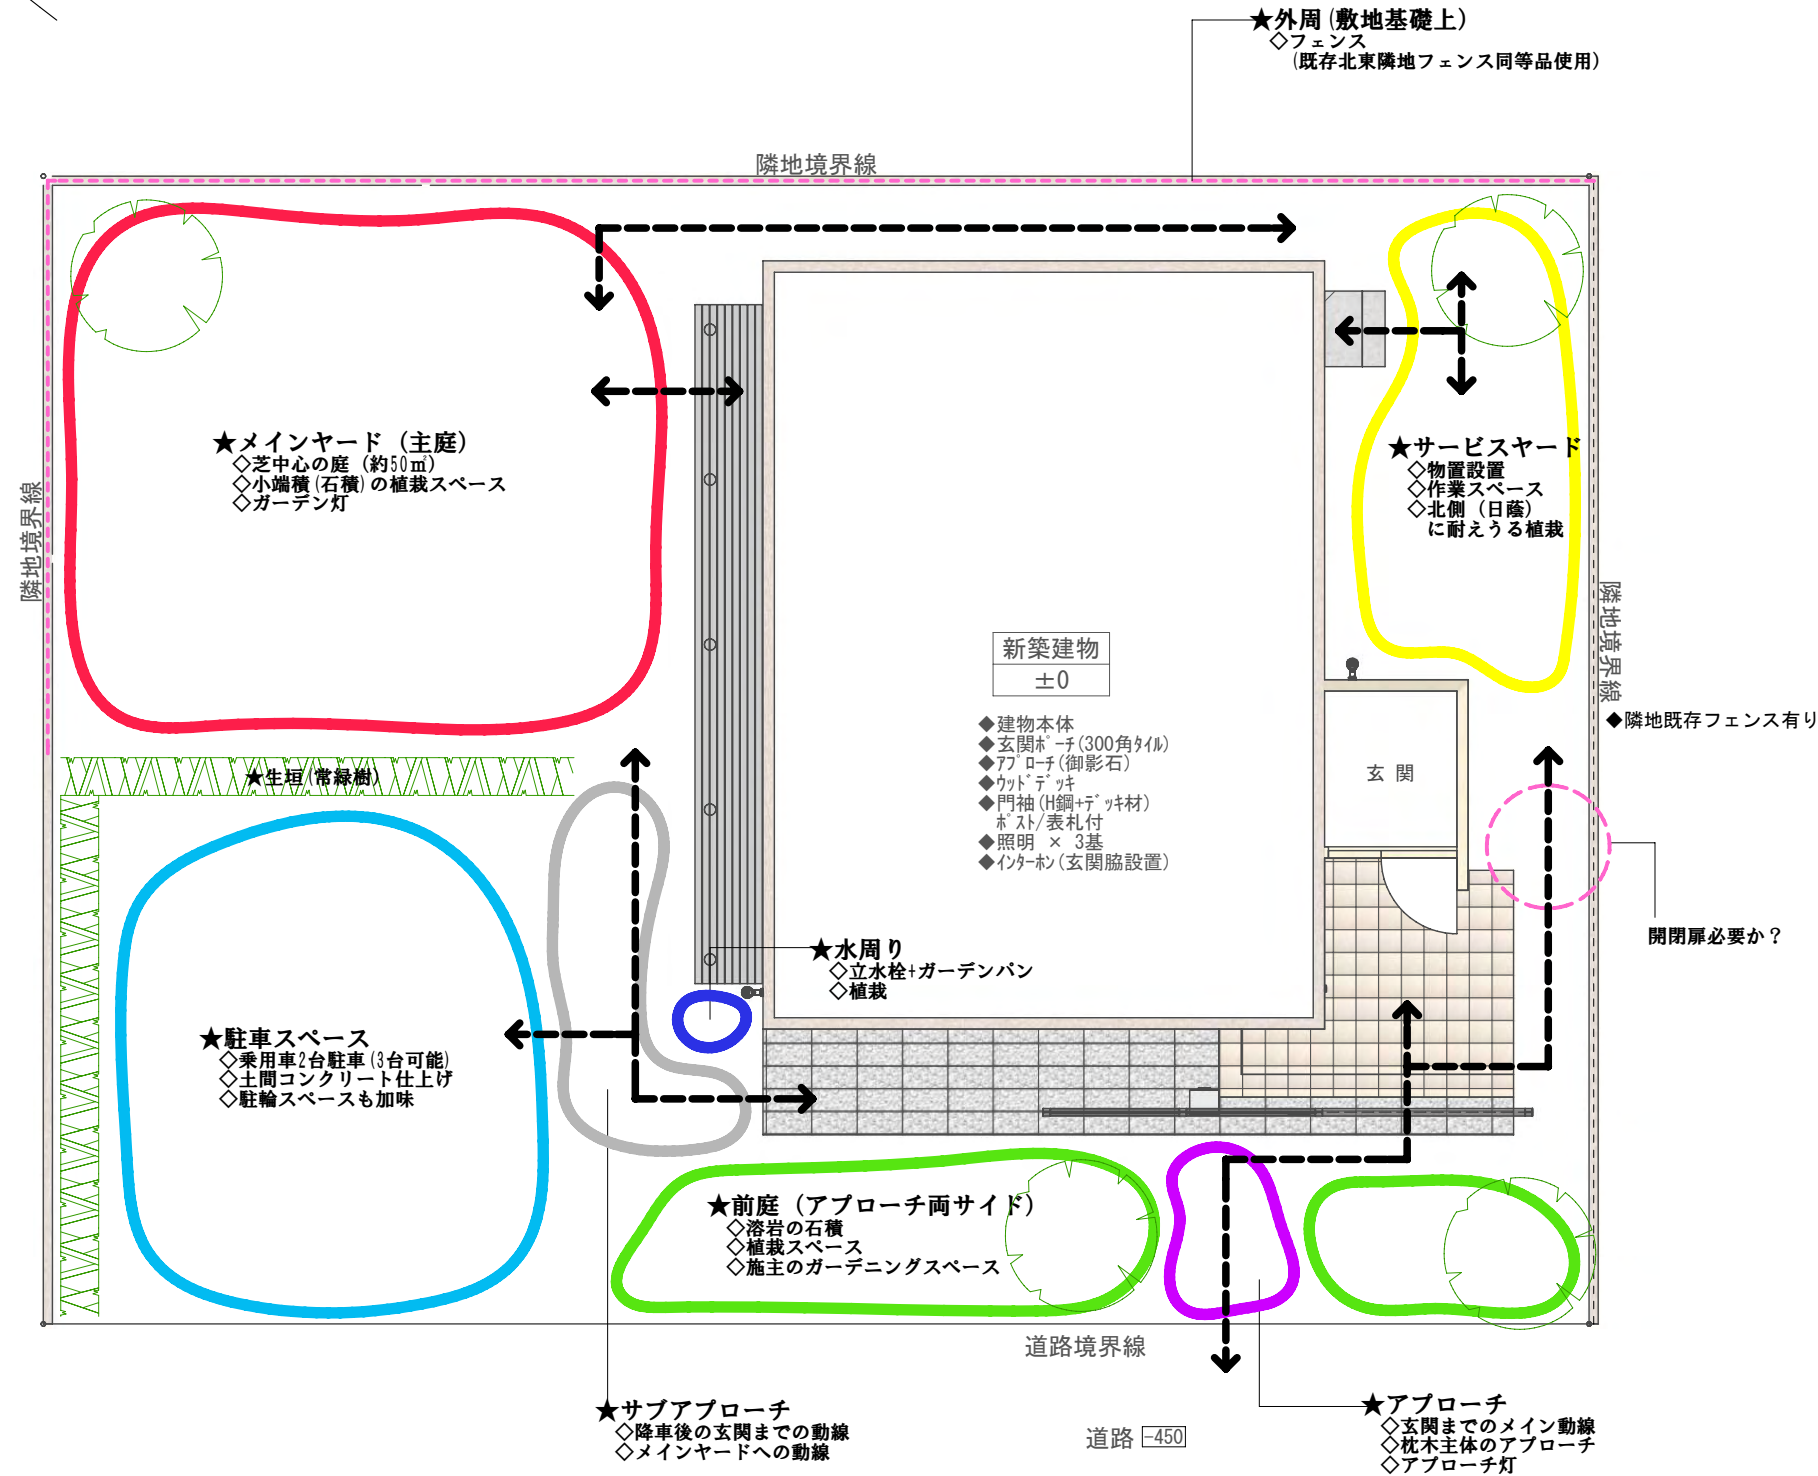 ★外周(敷地基礎上)
◇フェンス
(既存北東隣地フェンス同等品使用)
隣地境界線
★メインヤード（主庭）
◇芝中心の庭（約50㎡）
◇小端積(石積)の植栽スペース
◇ガーデン灯
★サービスヤード
◇物置設置
◇作業スペース
◇北側（日蔭）
に耐えうる植栽
隣地境界線
隣地境界線
新築建物
±0
◆隣地既存フェンス有り
◆建物本体
◆玄関ﾎﾟｰﾁ(300角ﾀｲﾙ)
◆ｱﾌﾟﾛｰﾁ(御影石)
◆ｳｯﾄﾞﾃﾞｯｷ
◆門袖(H鋼+ﾃﾞｯｷ材)
ﾎﾟｽﾄ/表札付
◆照明 × 3基
◆ｲﾝﾀｰﾎﾝ(玄関脇設置)
玄 関
★生垣(常緑樹)
開閉扉必要か？
★水周り
◇立水栓+ガーデンパン
◇植栽
★駐車スペース
◇乗用車2台駐車(3台可能)
◇土間コンクリート仕上げ
◇駐輪スペースも加味
★前庭（アプローチ両サイド）
◇溶岩の石積
◇植栽スペース
◇施主のガーデニングスペース
道路境界線
★サブアプローチ
◇降車後の玄関までの動線
◇メインヤードへの動線
道路 -450
★アプローチ
◇玄関までのメイン動線
◇枕木主体のアプローチ
◇アプローチ灯